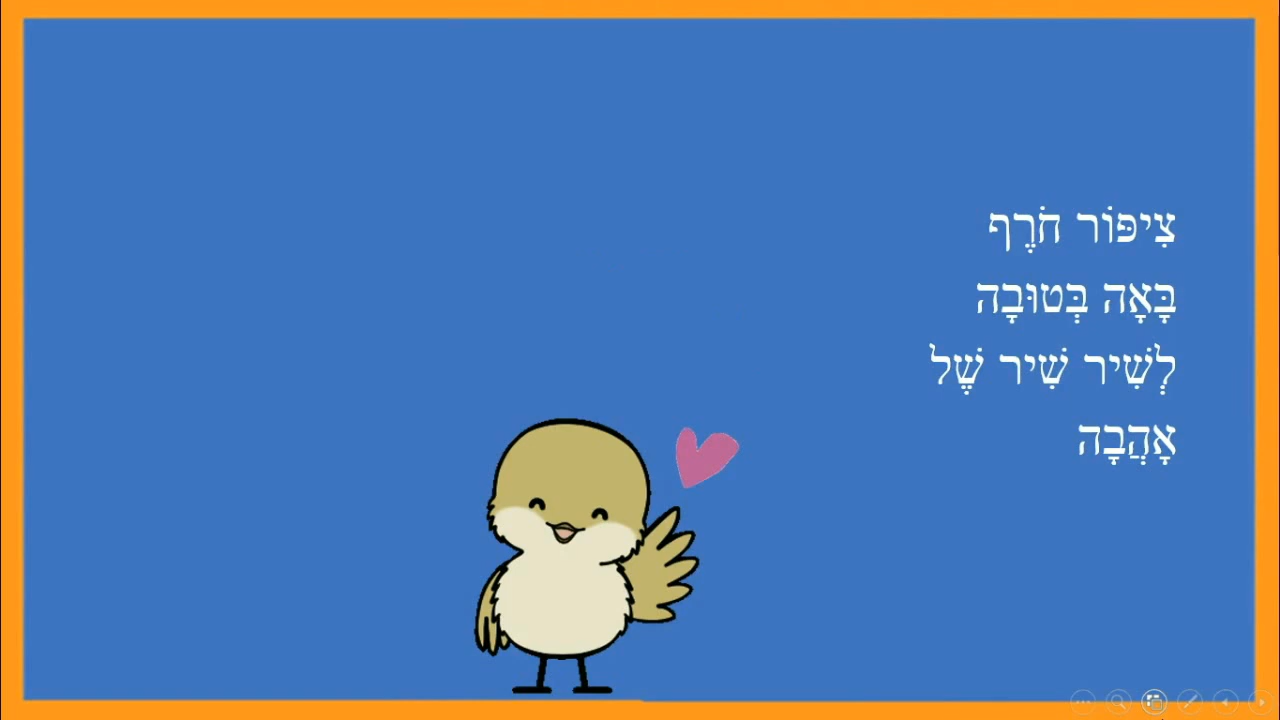 צִיפּוֹר חֹרֶף
בָּאָה בְּטוּבָהּ
לְשִׁיר שִׁיר שֶׁל
אָהֲבָה